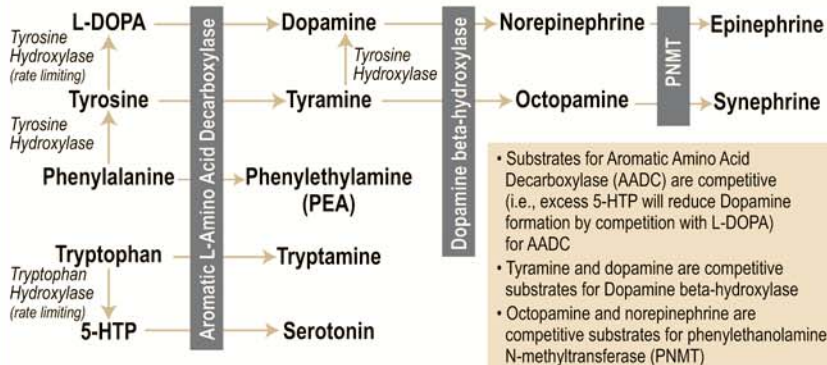 L-DOPA
Dopamine
Norepinephrine
Epinephrine
Tyrosine
Hydroxylase
(rate limiting)
Tyrosine
Hydroxylase
Tyrosine
Tyramine
Octopamine
Synephrine
Tyrosine
Hydroxylase
Phenylalanine
Phenylethylamine
(PEA)
Tryptophan
Tryptamine
Tryptophan
Hydroxylase
(rate limiting)
5-HTP
Serotonin
Aromatic L-Amino Acid Decarboxylase
Dopamine beta-hydroxylase
PNMT
• Substrates for Aromatic Amino Acid
Decarboxylase (AADC) are competitive
(i.e., excess 5-HTP will reduce Dopamine
formation by competition with L-DOPA)
for AADC
• Tyramine and dopamine are competitive
substrates for Dopamine beta-hydroxylase
• Octopamine and norepinephrine are
competitive substrates for phenylethanolamine
N-methyltransferase (PNMT)